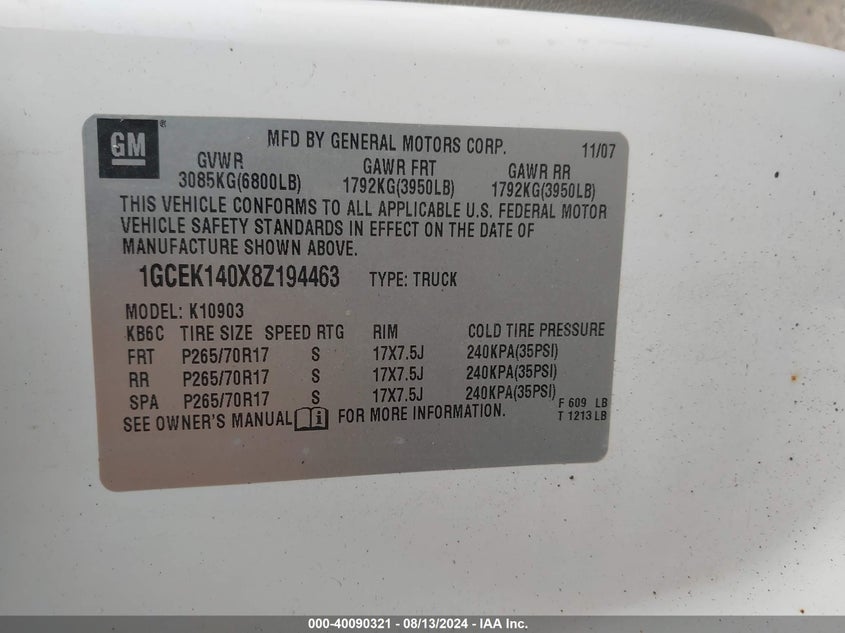 GM ®
MFD BY GENERAL MOTORS CORP. 11/07
GVWR GAWR FRT GAWR RR
3085KG(6800LB) 1792KG(3950LB) 1792KG(3950LB)
THIS VEHICLE CONFORMS TO ALL APPLICABLE U.S. FEDERAL MOTOR
VEHICLE SAFETY STANDARDS IN EFFECT ON THE DATE OF
MANUFACTURE SHOWN ABOVE.
1GCEK140X8Z194463 TYPE: TRUCK
MODEL: K10903
KB6C TIRE SIZE SPEED RTG RIM COLD TIRE PRESSURE
FRT P265/70R17 S 17X7.5J 240KPA(35PSI)
RR P265/70R17 S 17X7.5J 240KPA(35PSI)
SPA P265/70R17 S 17X7.5J 240KPA(35PSI)
F 609 LB
SEE OWNER'S MANUAL FOR MORE INFORMATION. T 1213 LB
000-40090321 - 08/13/2024 - IAA Inc.